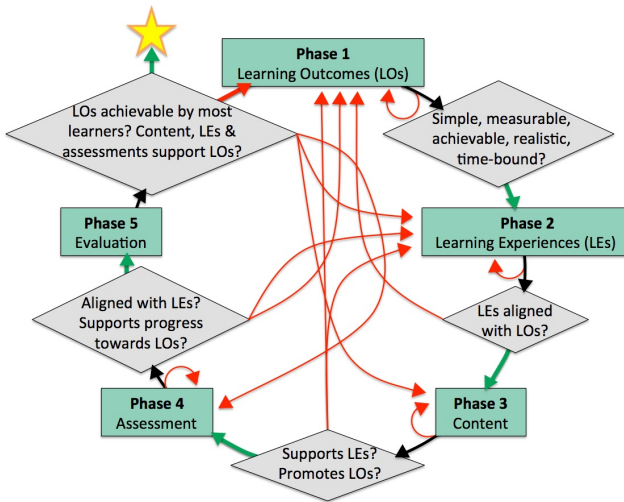 Phase 1
Learning Outcomes (LOs)
LOs achievable by most
learners? Content, LEs &
assessments support LOs?
Simple, measurable,
achievable, realistic,
time-bound?
Phase 5
Evaluation
Phase 2
Learning Experiences (LEs)
Aligned with LEs?
Supports progress
towards LOs?
LEs aligned
with LOs?
Phase 4
Assessment
Phase 3
Content
Supports LEs?
Promotes LOs?